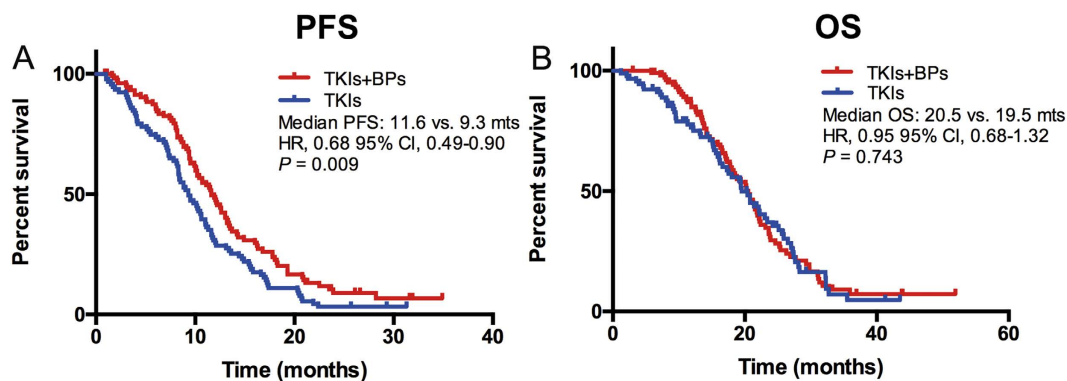 PFS
A
TKIs+BPs
TKIs
Median PFS: 11.6 vs. 9.3 mts
HR, 0.68 95% CI, 0.49-0.90
P = 0.009
Percent survival
100
50
0
0 10 20 30 40
Time (months)
OS
B
TKIs+BPs
TKIs
Median OS: 20.5 vs. 19.5 mts
HR, 0.95 95% CI, 0.68-1.32
P = 0.743
Percent survival
100
50
0
0 20 40 60
Time (months)